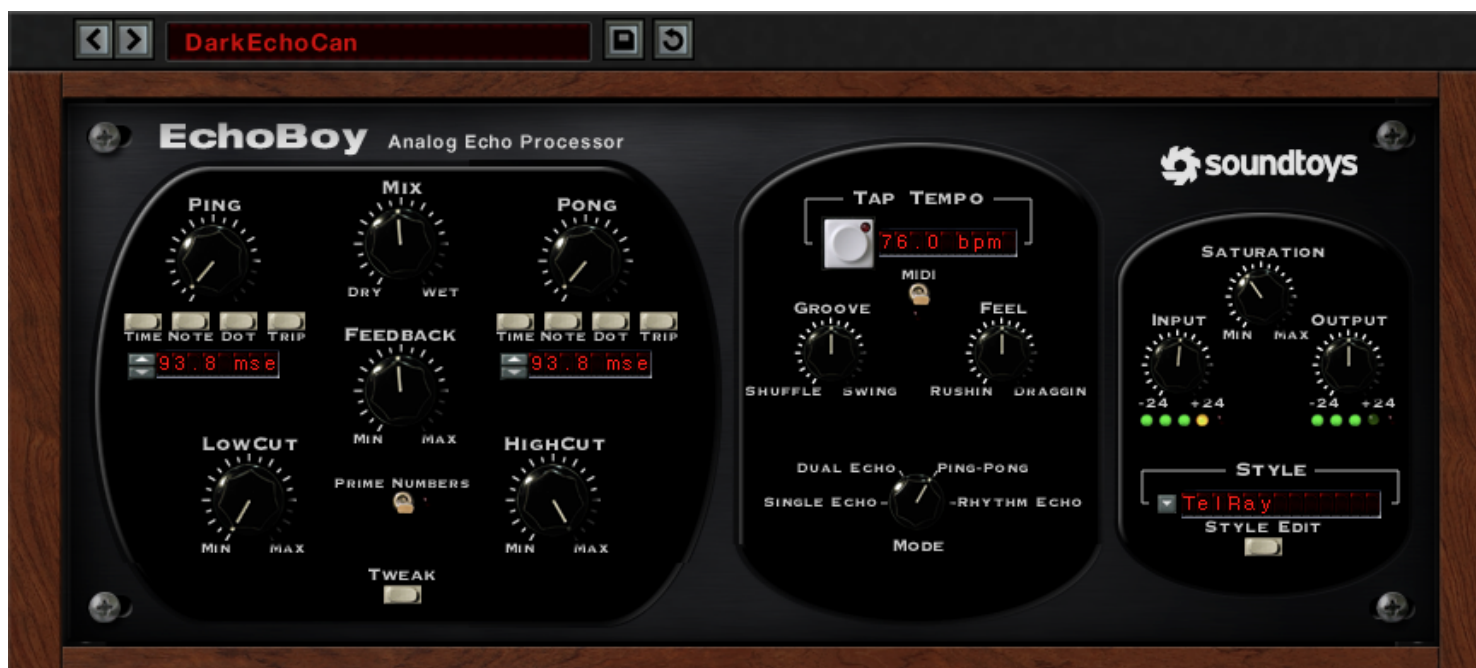 DarkEchoCan
EchoBoy Analog Echo Processor
soundtoys
PING
MIX
PONG
DRY WET
TIME NOTE DOT TRIP
TIME NOTE DOT TRIP
93.8 mse
93.8 mse
FEEDBACK
MIN MAX
LOWCUT
HIGHCUT
PRIME NUMBERS
MIN MAX
MIN MAX
TWEAK
TAP TEMPO
76.0 bpm
MIDI
GROOVE
FEEL
SHUFFLE SWING
RUSHIN DRAGGIN
DUAL ECHO PING-PONG
SINGLE ECHO RHYTHM ECHO
MODE
SATURATION
MIN MAX
INPUT
OUTPUT
-24 +24
-24 +24
STYLE
TelRay
STYLE EDIT